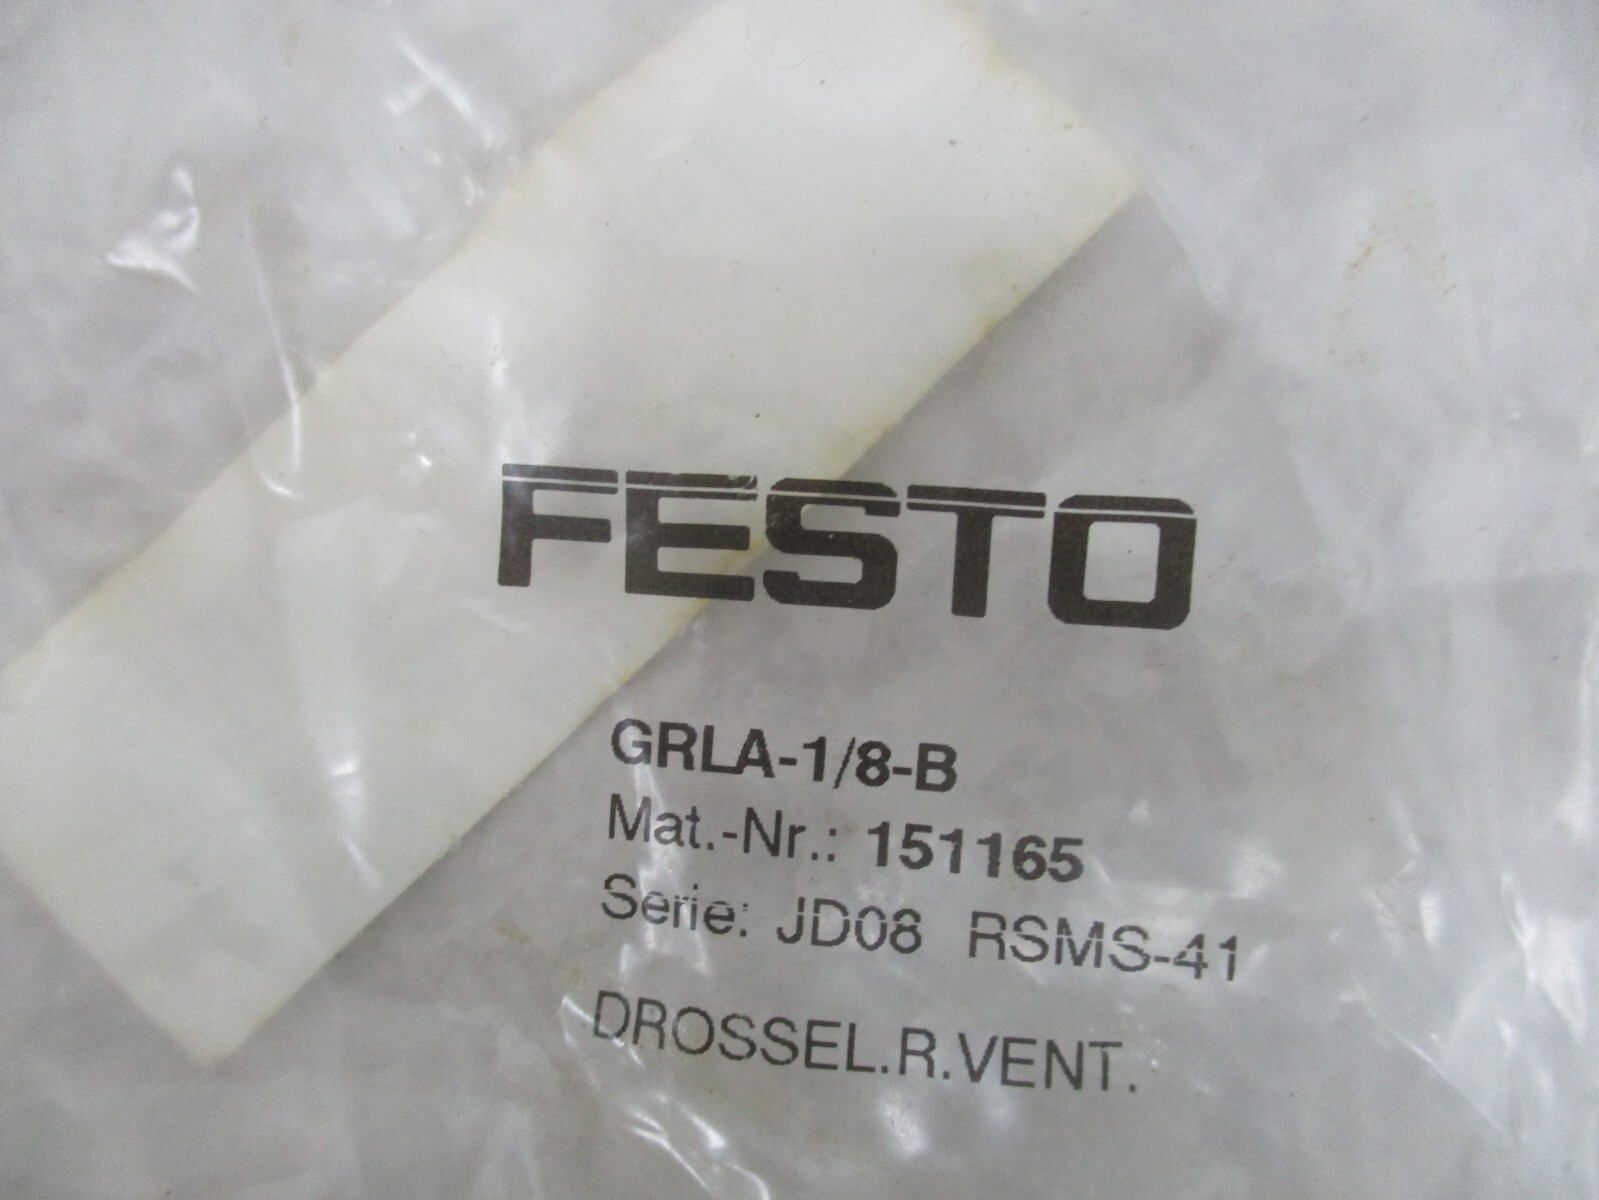 FESTO
GRLA-1/8-B
Mat.-Nr.: 151165
Serie: JD08 RSMS-41
DROSSEL.R.VENT.